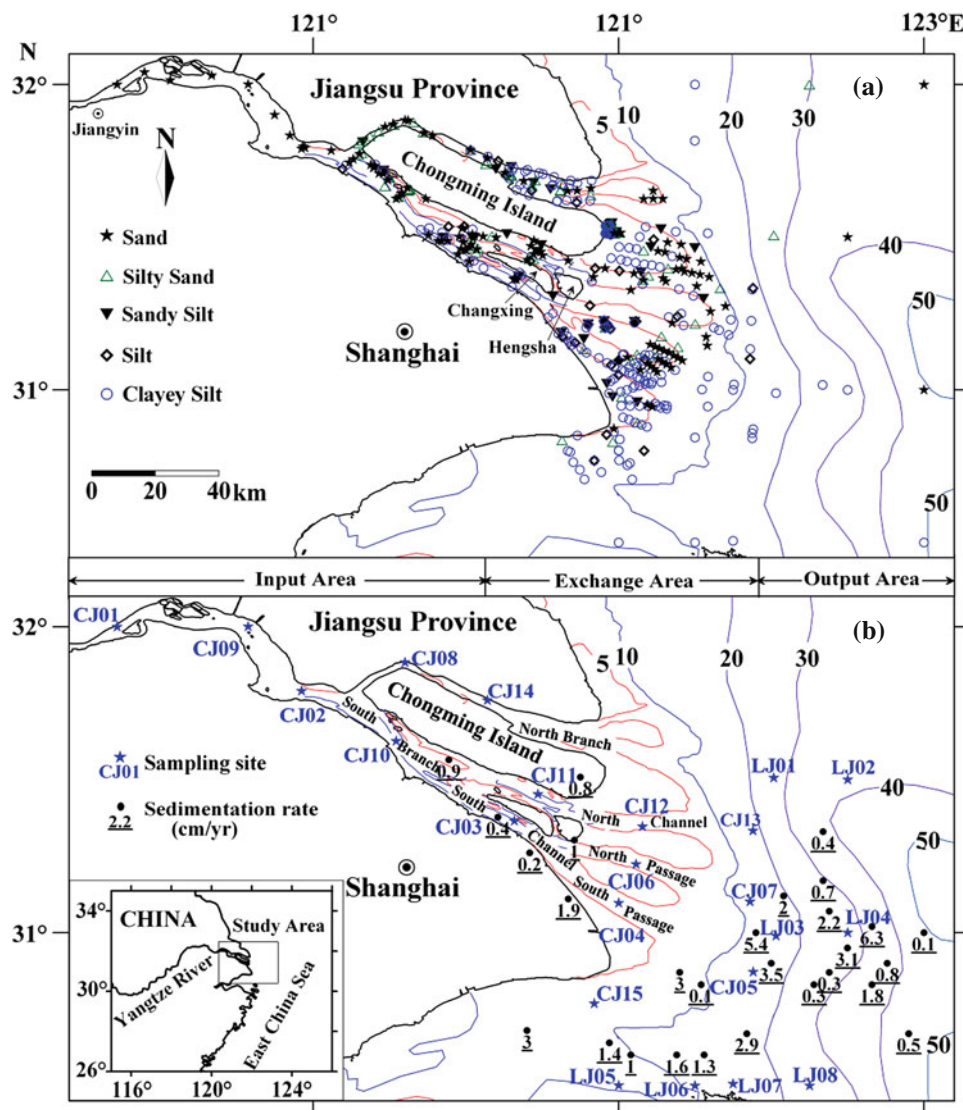 121° 121° 123°E
N
32°
31°
(a)
Jiangsu Province
Jiangyin
N
5 10 20 30
40
50
50
Chongming Island
Sand
Silty Sand
Sandy Silt
Silt
Clayey Silt
Changxing
Hengsha
Shanghai
0 20 40 km
Input Area Exchange Area Output Area
(b)
32°
31°
CJ01
CJ09
Jiangsu Province
CJ08
CJ14
CJ02
5 10 20 30
40
50
50
Chongming Island
North Branch
South Branch
CJ10
0.9
CJ11
0.8
LJ01
LJ02
CJ01 Sampling site
2.2 Sedimentation rate
(cm/yr)
CJ03
0.4
South Channel
North Channel
CJ12
CJ13
0.4
1
North Passage
CJ06
0.2
Shanghai
1.9
South Passage
CJ04
CJ07
2
0.7
2.2
LJ03
LJ04
6.3
5.4
3.1
0.1
3.5
0.8
CJ05
3
0.1
0.3
0.3
1.8
CJ15
3
1.4
1
1.6
1.3
2.9
0.5
LJ05
LJ06
LJ07
LJ08
CHINA
Study Area
Yangtze River
East China Sea
34°
30°
26°
116° 120° 124°
121° 121° 123°